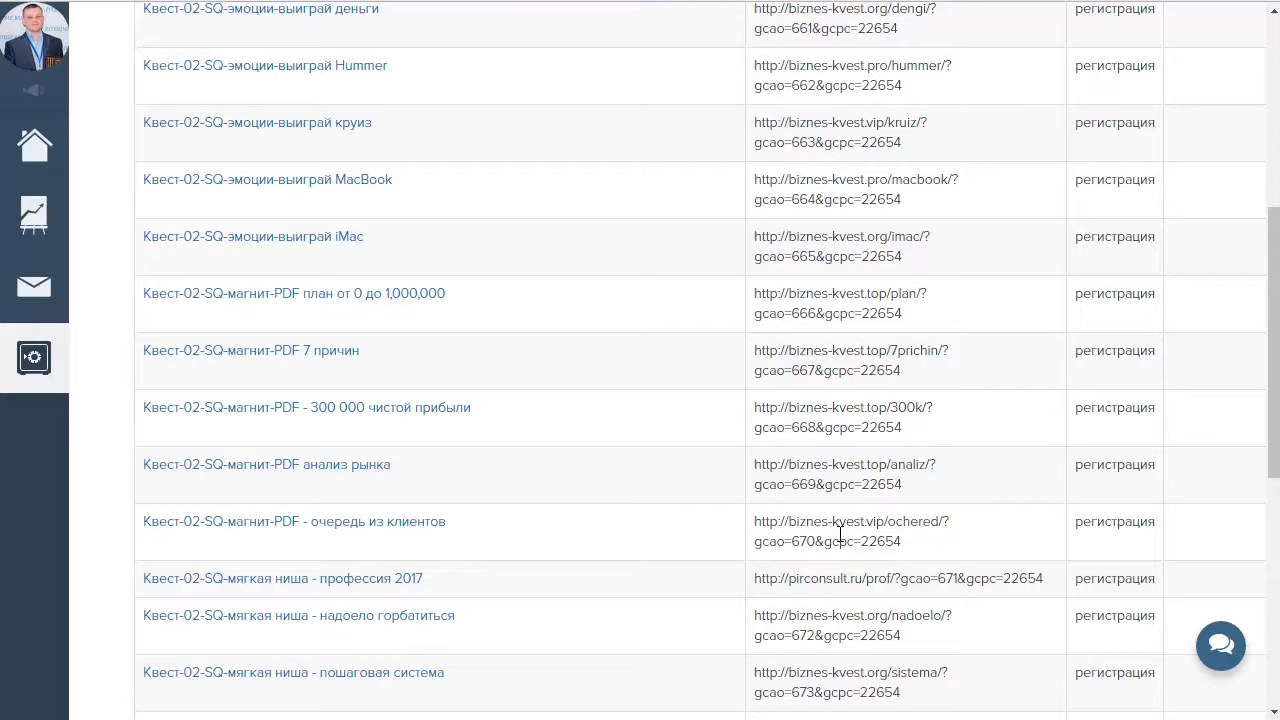 Квест-02-SQ-эмоции-выиграй деньги
http://biznes-kvest.org/dengi/?
gcao=661&gcpc=22654
регистрация
Квест-02-SQ-эмоции-выиграй Hummer
http://biznes-kvest.pro/hummer/?
gcao=662&gcpc=22654
регистрация
Квест-02-SQ-эмоции-выиграй круиз
http://biznes-kvest.vip/kruiz/?
gcao=663&gcpc=22654
регистрация
Квест-02-SQ-эмоции-выиграй MacBook
http://biznes-kvest.pro/macbook/?
gcao=664&gcpc=22654
регистрация
Квест-02-SQ-эмоции-выиграй iMac
http://biznes-kvest.org/imac/?
gcao=665&gcpc=22654
регистрация
Квест-02-SQ-магнит-PDF план от 0 до 1,000,000
http://biznes-kvest.top/plan/?
gcao=666&gcpc=22654
регистрация
Квест-02-SQ-магнит-PDF 7 причин
http://biznes-kvest.top/7prichin/?
gcao=667&gcpc=22654
регистрация
Квест-02-SQ-магнит-PDF - 300 000 чистой прибыли
http://biznes-kvest.top/300k/?
gcao=668&gcpc=22654
регистрация
Квест-02-SQ-магнит-PDF анализ рынка
http://biznes-kvest.top/analiz/?
gcao=669&gcpc=22654
регистрация
Квест-02-SQ-магнит-PDF - очередь из клиентов
http://biznes-kvest.vip/ochered/?
gcao=670&gcpc=22654
регистрация
Квест-02-SQ-мягкая ниша - профессия 2017
http://pirconsult.ru/prof/?gcao=671&gcpc=22654
регистрация
Квест-02-SQ-мягкая ниша - надоело горбатиться
http://biznes-kvest.org/nadoelo/?
gcao=672&gcpc=22654
регистрация
Квест-02-SQ-мягкая ниша - пошаговая система
http://biznes-kvest.org/sistema/?
gcao=673&gcpc=22654
регистрация